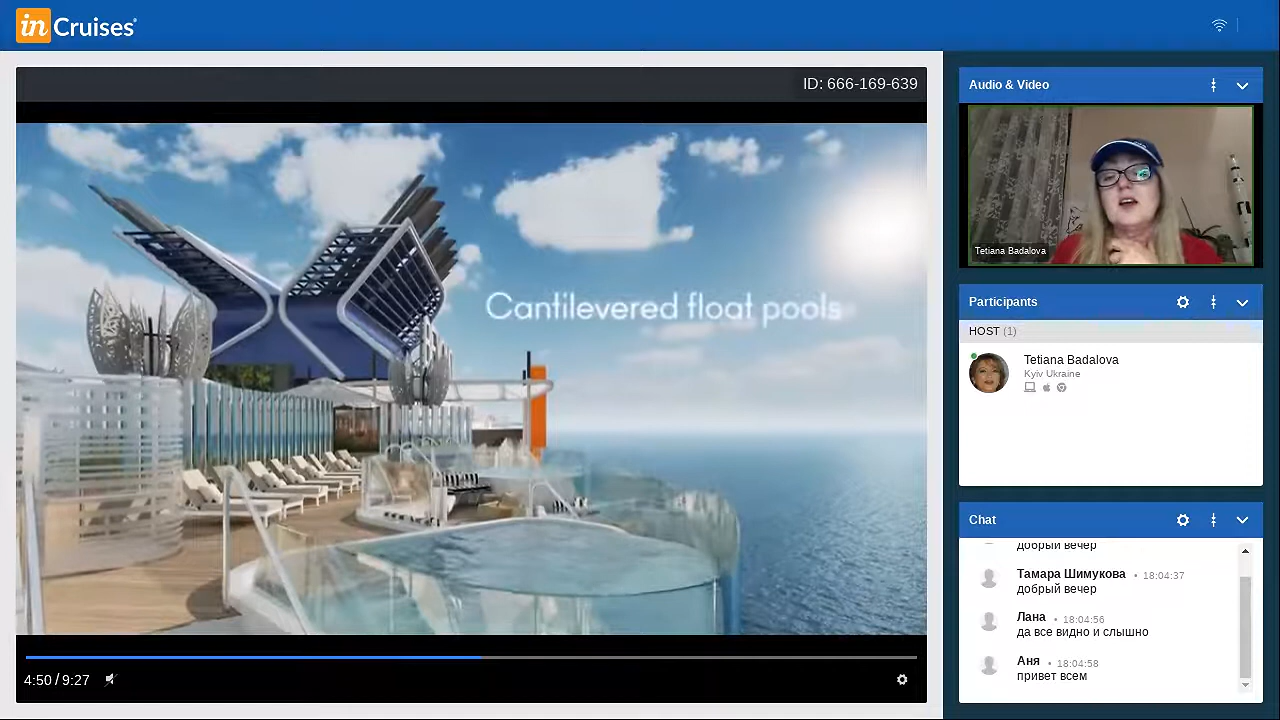 in Cruises®
ID: 666-169-639
Cantilevered float pools
4:50 / 9:27
Audio & Video
Tetiana Badalova
Participants
HOST (1)
Tetiana Badalova
Kyiv Ukraine
Chat
добрый вечер
Тамара Шимукова • 18:04:37
добрый вечер
Лана • 18:04:56
да все видно и слышно
Аня • 18:04:58
привет всем